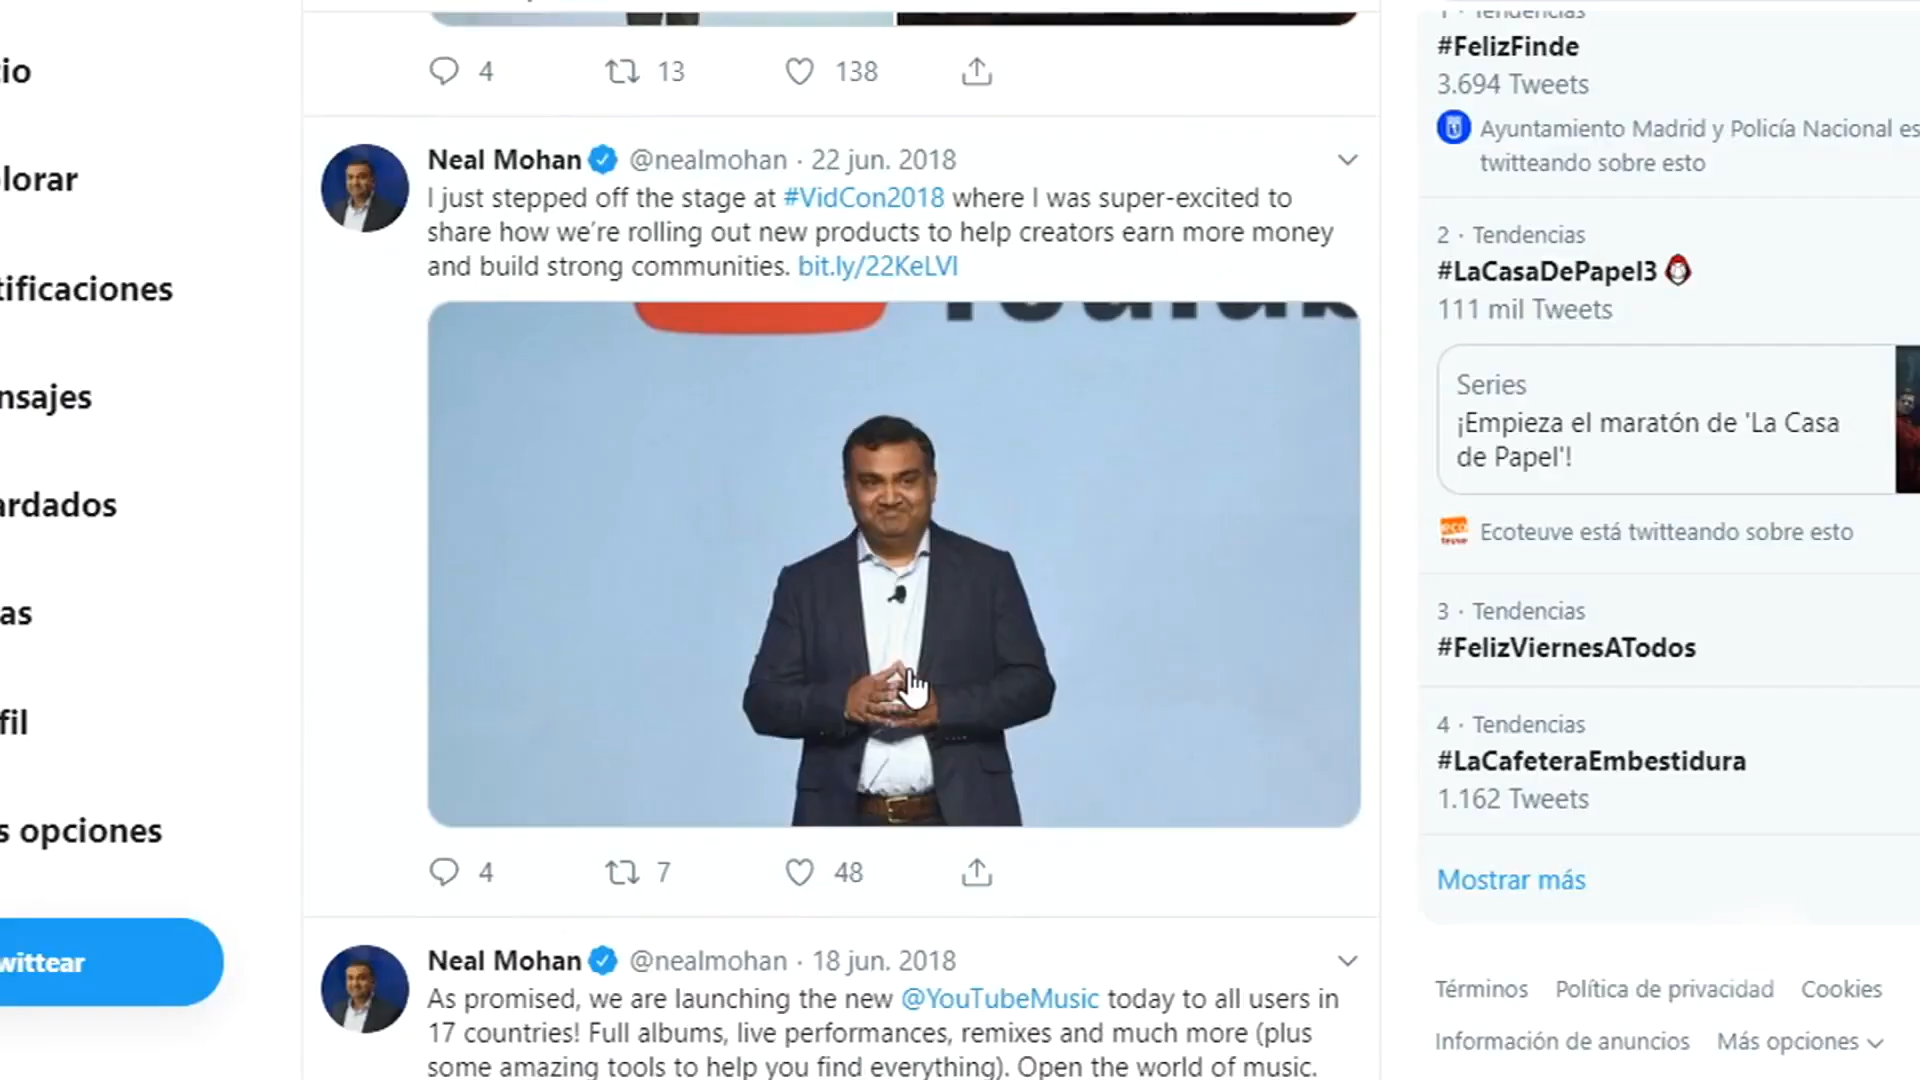 4 13 138
Neal Mohan @nealmohan · 22 jun. 2018
I just stepped off the stage at #VidCon2018 where I was super-excited to
share how we're rolling out new products to help creators earn more money
and build strong communities. bit.ly/22KeLVl
YouTube
4 7 48
Neal Mohan @nealmohan · 18 jun. 2018
As promised, we are launching the new @YouTubeMusic today to all users in
17 countries! Full albums, live performances, remixes and much more (plus
some amazing tools to help you find everything). Open the world of music.
io
lorar
tificaciones
nsajes
ardados
as
fil
s opciones
wittear
1 · Tendencias
#FelizFinde
3.694 Tweets
Ayuntamiento Madrid y Policía Nacional es
twitteando sobre esto
2 · Tendencias
#LaCasaDePapel3
111 mil Tweets
Series
¡Empieza el maratón de 'La Casa
de Papel'!
eco
teuve
Ecoteuve está twitteando sobre esto
3 · Tendencias
#FelizViernesATodos
4 · Tendencias
#LaCafeteraEmbestidura
1.162 Tweets
Mostrar más
Términos Política de privacidad Cookies
Información de anuncios Más opciones